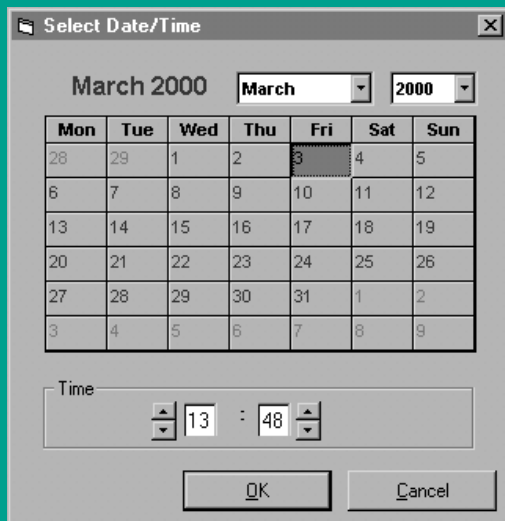 Select Date/Time
March 2000 March 2000
Mon Tue Wed Thu Fri Sat Sun
28 29 1 2 3 4 5
6 7 8 9 10 11 12
13 14 15 16 17 18 19
20 21 22 23 24 25 26
27 28 29 30 31 1 2
3 4 5 6 7 8 9
Time
13 : 48
OK Cancel